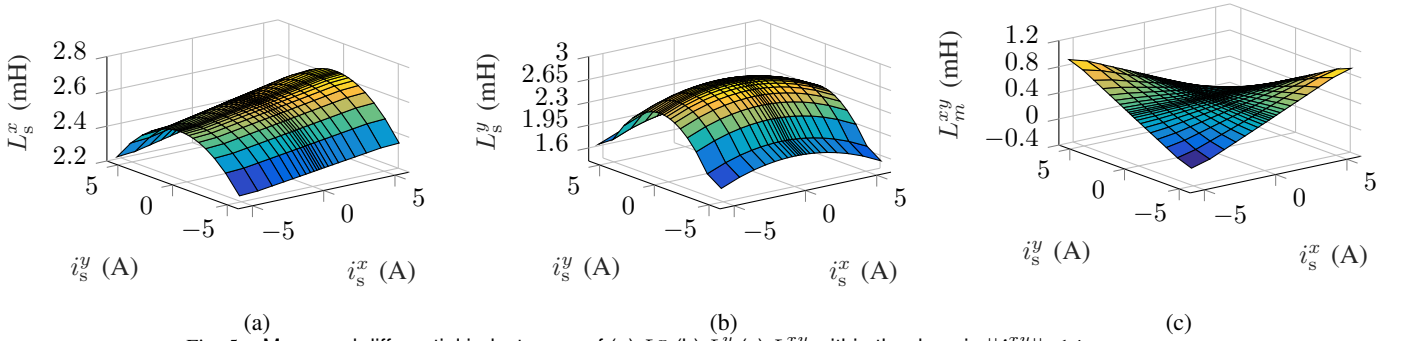 2.8
2.6
2.4
2.2
L_s^x (mH)
5
0
−5
−5
0
5
i_s^y (A)
i_s^x (A)
(a)
3
2.65
2.3
1.95
1.6
L_s^y (mH)
5
0
−5
−5
0
5
i_s^y (A)
i_s^x (A)
(b)
1.2
0.8
0.4
0
−0.4
L_m^{xy} (mH)
5
0
−5
−5
0
5
i_s^y (A)
i_s^x (A)
(c)